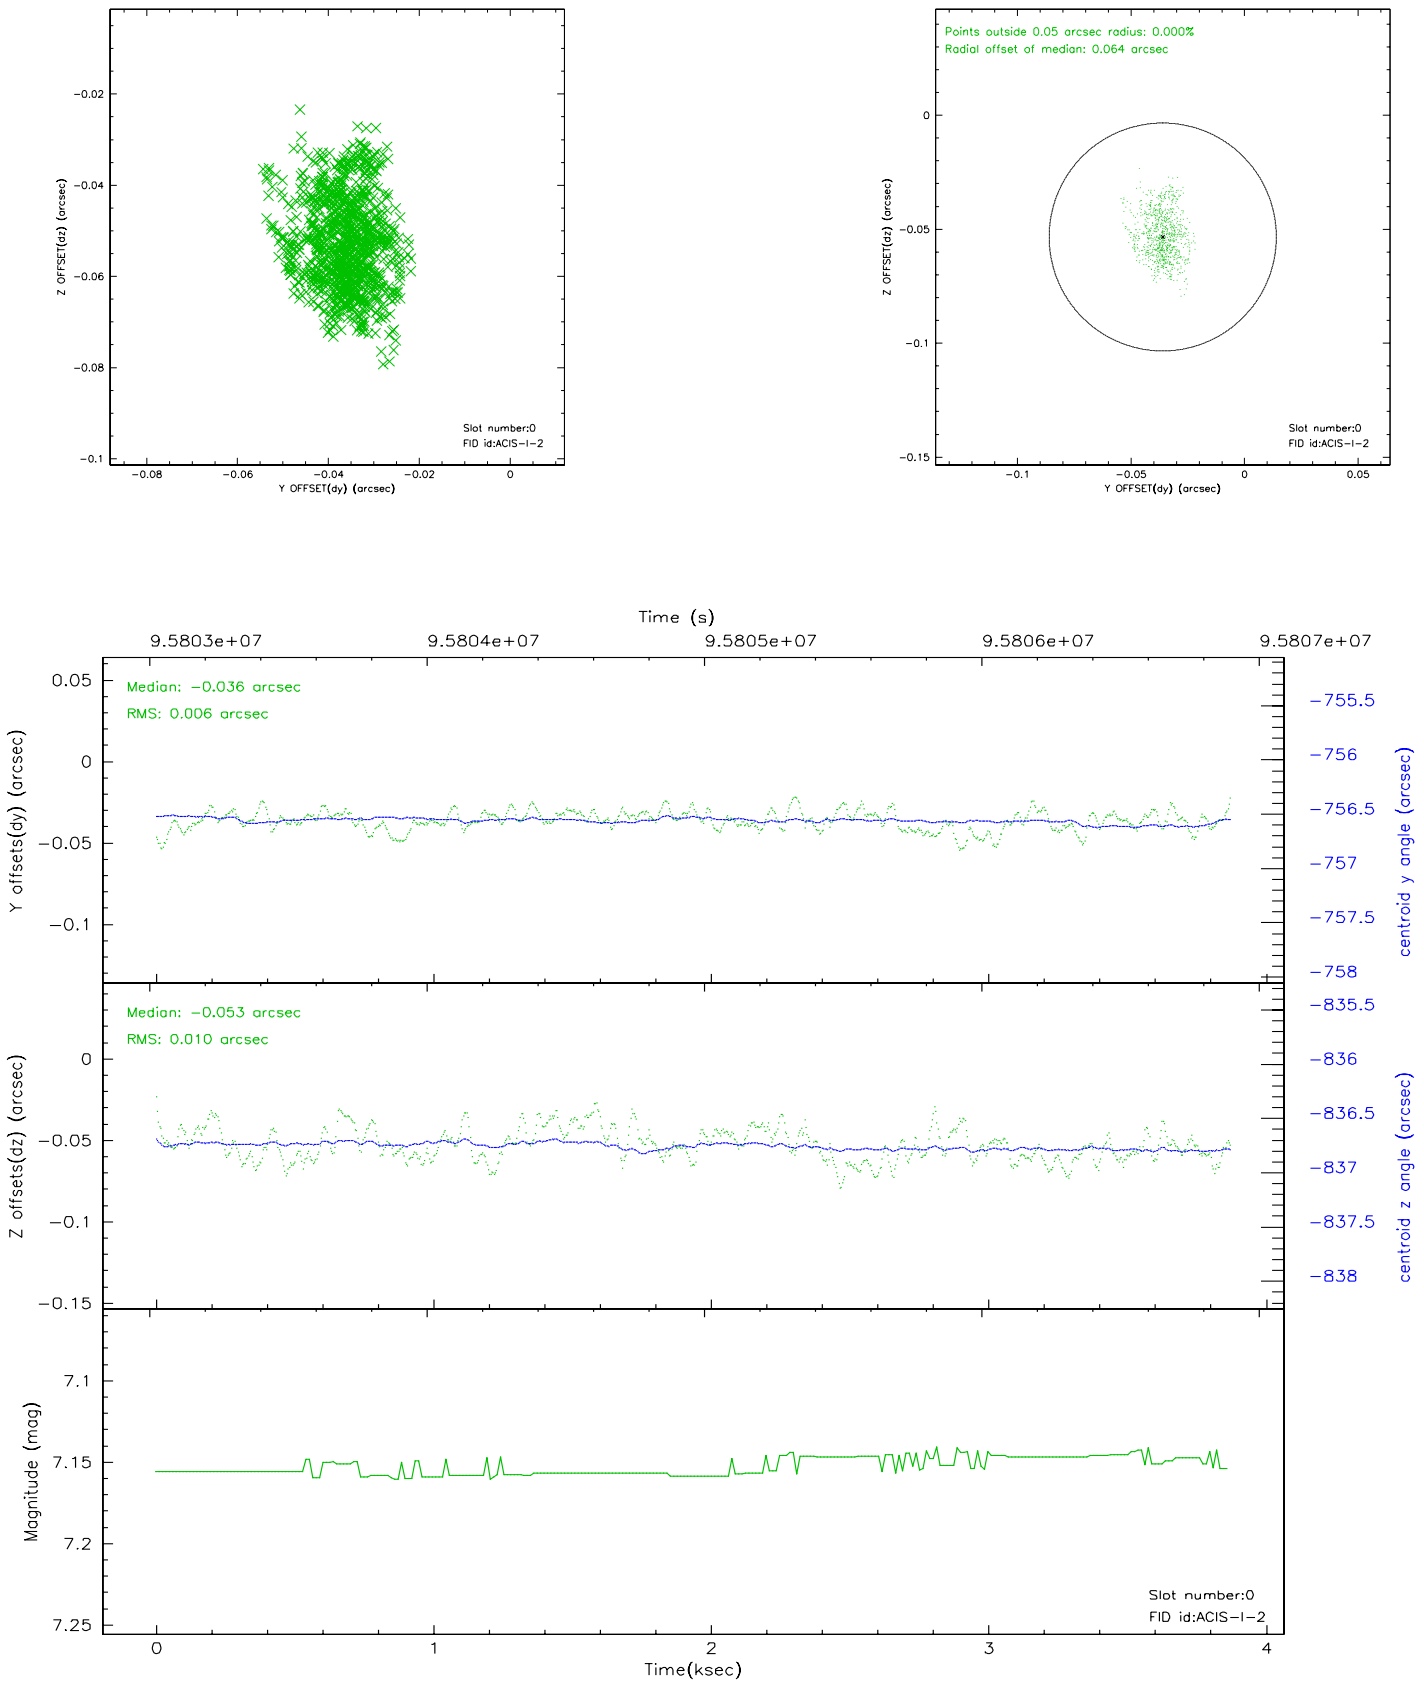 −0.02
−0.04
−0.06
−0.08
−0.1
Z OFFSET(dz) (arcsec)
Slot number:0
FID id:ACIS−I−2
−0.08
−0.06
−0.04
−0.02
0
Y OFFSET(dy) (arcsec)
Points outside 0.05 arcsec radius: 0.000%
Radial offset of median: 0.064 arcsec
0
−0.05
−0.1
−0.15
Z OFFSET(dz) (arcsec)
Slot number:0
FID id:ACIS−I−2
−0.1
−0.05
0
0.05
Y OFFSET(dy) (arcsec)
Time (s)
9.5803e+07
9.5804e+07
9.5805e+07
9.5806e+07
9.5807e+07
Median: −0.036 arcsec
RMS: 0.006 arcsec
0.05
0
−0.05
−0.1
Y offsets(dy) (arcsec)
−755.5
−756
−756.5
−757
−757.5
−758
centroid y angle (arcsec)
Median: −0.053 arcsec
RMS: 0.010 arcsec
0
−0.05
−0.1
−0.15
Z offsets(dz) (arcsec)
−835.5
−836
−836.5
−837
−837.5
−838
centroid z angle (arcsec)
7.1
7.15
7.2
7.25
Magnitude (mag)
Slot number:0
FID id:ACIS−I−2
0
1
2
3
4
Time(ksec)